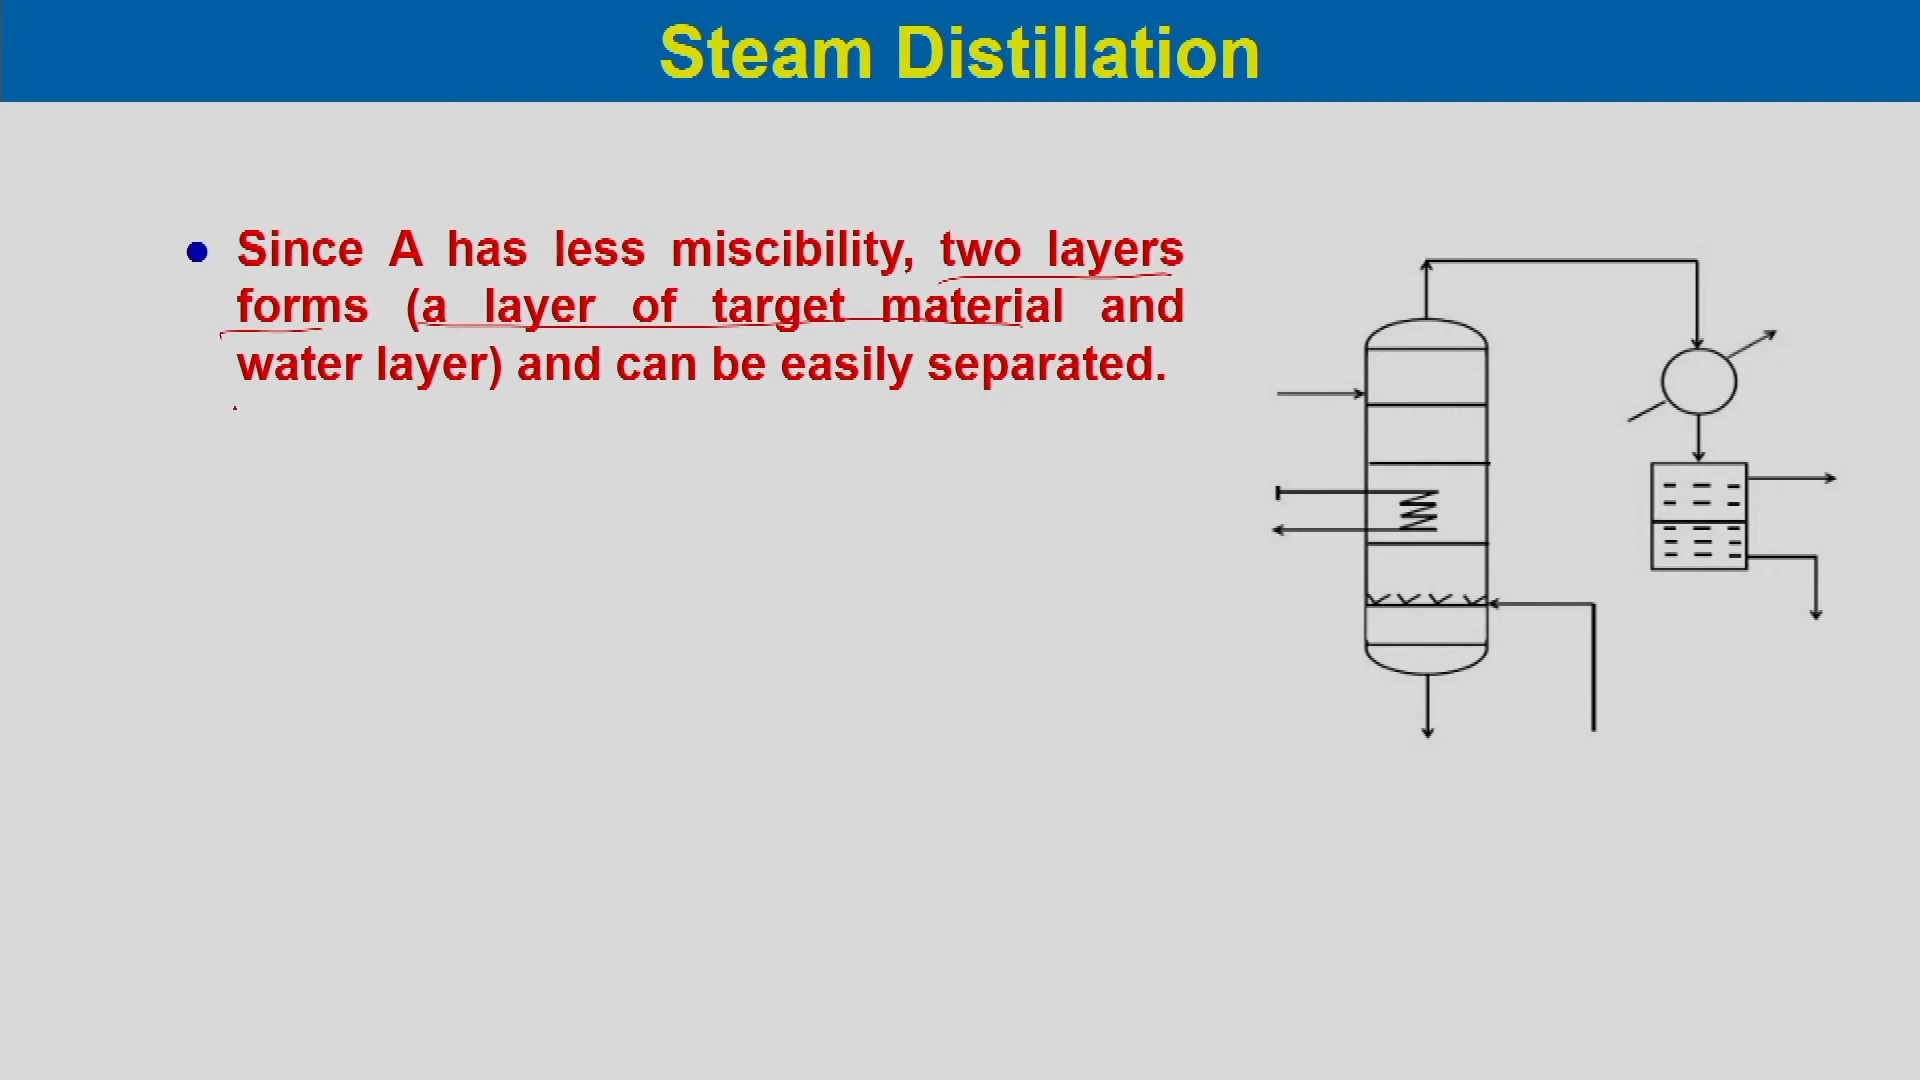 Steam Distillation
Since A has less miscibility, two layers
forms (a layer of target material and
water layer) and can be easily separated.